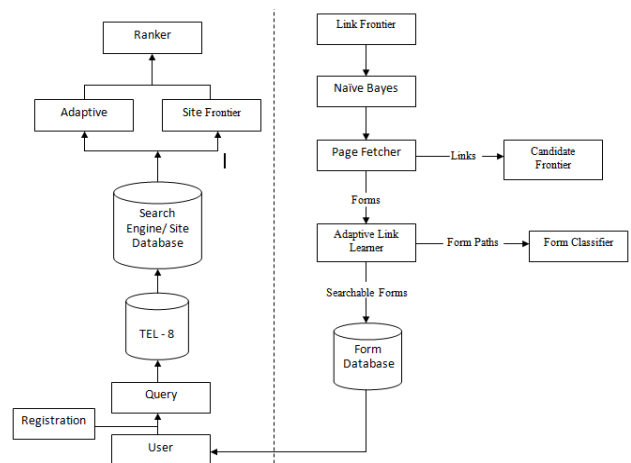 Ranker
Adaptive
Site Frontier
Search
Engine/ Site
Database
TEL - 8
Query
Registration
User
Link Frontier
Naïve Bayes
Page Fetcher
Links
Candidate
Frontier
Forms
Adaptive Link
Learner
Form Paths
Form Classifier
Searchable Forms
Form
Database